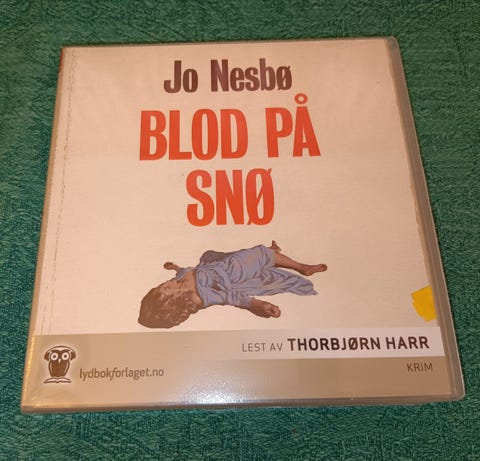 Jo Nesbø
BLOD PÅ
SNØ
LEST AV THORBJØRN HARR
lydbokforlaget.no
KRIM